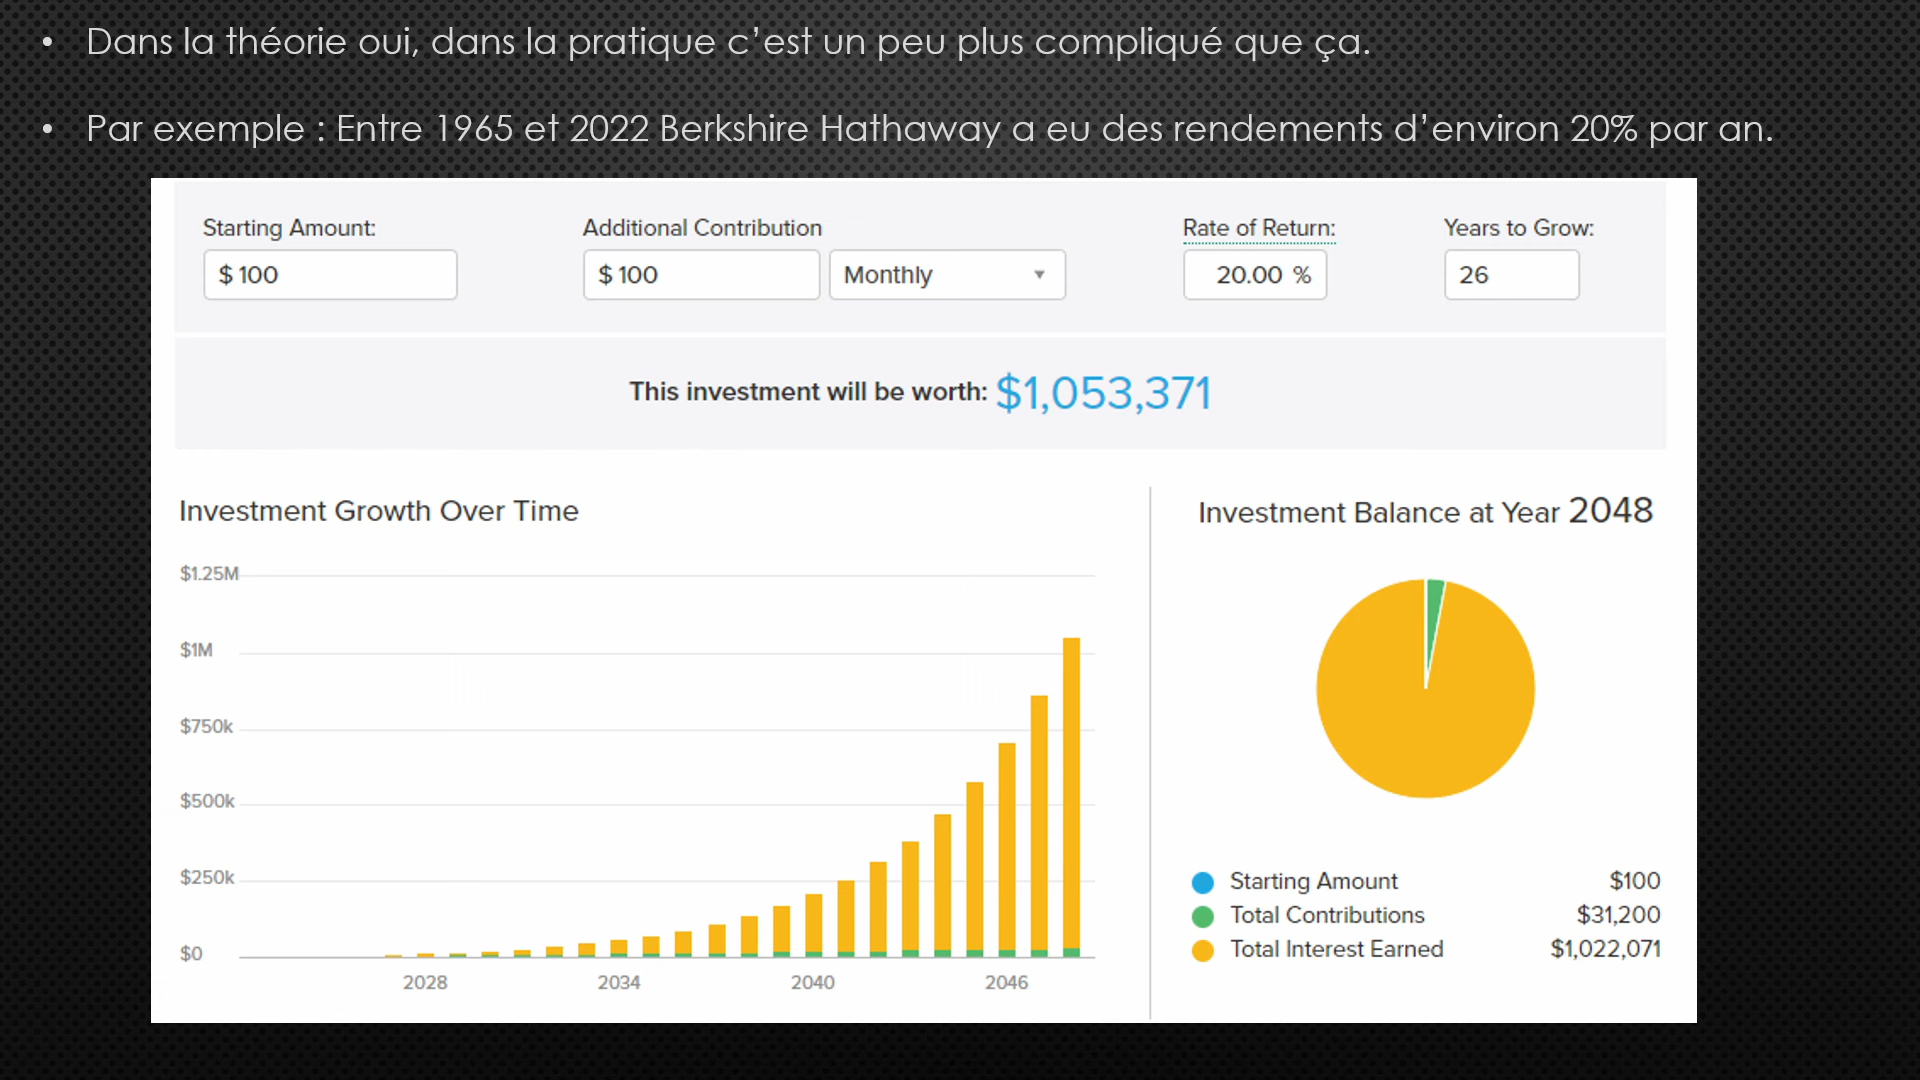 • Dans la théorie oui, dans la pratique c’est un peu plus compliqué que ça.
• Par exemple : Entre 1965 et 2022 Berkshire Hathaway a eu des rendements d’environ 20% par an.
Starting Amount: Additional Contribution Rate of Return: Years to Grow:
$ 100 $ 100 Monthly 20.00 % 26
This investment will be worth: $1,053,371
Investment Growth Over Time
$1.25M
$1M
$750k
$500k
$250k
$0
2028 2034 2040 2046
Investment Balance at Year 2048
Starting Amount $100
Total Contributions $31,200
Total Interest Earned $1,022,071